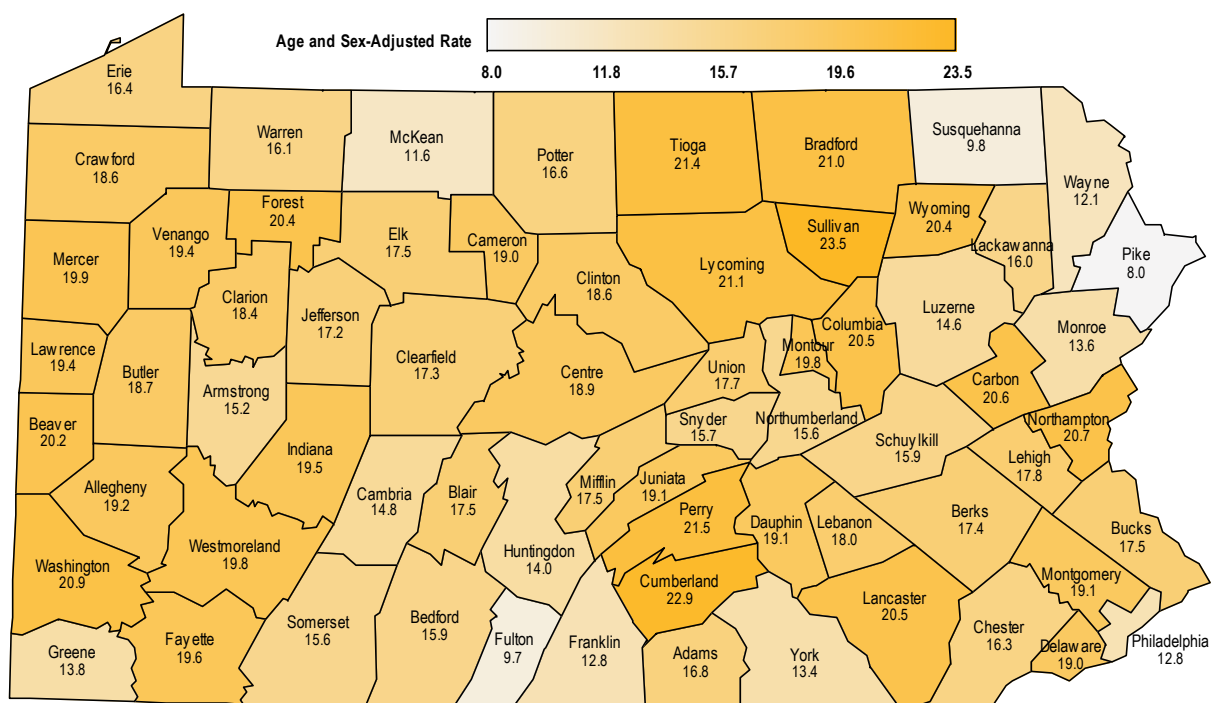 Age and Sex-Adjusted Rate
8.0 11.8 15.7 19.6 23.5
Erie
16.4
Crawford
18.6
Warren
16.1
McKean
11.6
Potter
16.6
Tioga
21.4
Bradford
21.0
Susquehanna
9.8
Wayne
12.1
Forest
20.4
Venango
19.4
Mercer
19.9
Elk
17.5
Cameron
19.0
Clinton
18.6
Lycoming
21.1
Sullivan
23.5
Wyoming
20.4
Lackawanna
16.0
Pike
8.0
Clarion
18.4
Jefferson
17.2
Clearfield
17.3
Centre
18.9
Union
17.7
Montour
19.8
Columbia
20.5
Luzerne
14.6
Monroe
13.6
Lawrence
19.4
Butler
18.7
Armstrong
15.2
Carbon
20.6
Beaver
20.2
Indiana
19.5
Snyder
15.7
Northumberland
15.6
Schuylkill
15.9
Lehigh
17.8
Northampton
20.7
Allegheny
19.2
Cambria
14.8
Blair
17.5
Mifflin
17.5
Juniata
19.1
Perry
21.5
Dauphin
19.1
Lebanon
18.0
Berks
17.4
Bucks
17.5
Washington
20.9
Westmoreland
19.8
Huntingdon
14.0
Cumberland
22.9
Lancaster
20.5
Montgomery
19.1
Greene
13.8
Fayette
19.6
Somerset
15.6
Bedford
15.9
Fulton
9.7
Franklin
12.8
Adams
16.8
York
13.4
Chester
16.3
Delaware
19.0
Philadelphia
12.8